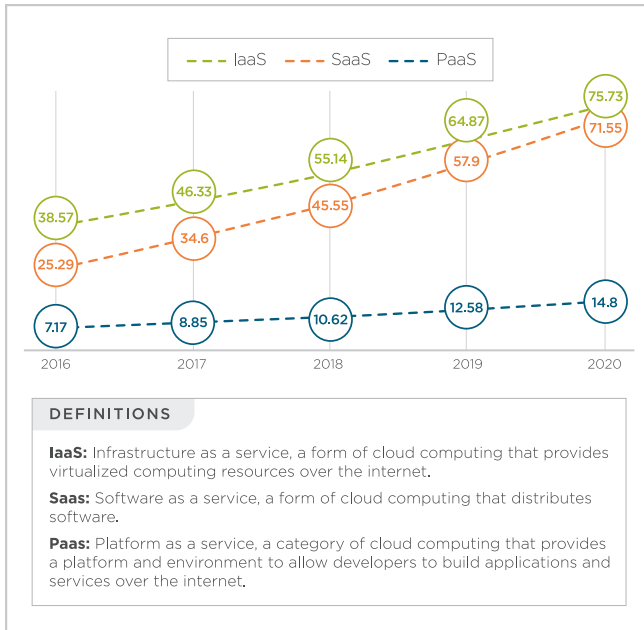 IaaS SaaS PaaS
75.73
64.87
71.55
55.14
57.9
46.33
38.57
45.55
34.6
25.29
14.8
12.58
10.62
8.85
7.17
2016 2017 2018 2019 2020
DEFINITIONS
IaaS: Infrastructure as a service, a form of cloud computing that provides
virtualized computing resources over the internet.
Saas: Software as a service, a form of cloud computing that distributes
software.
Paas: Platform as a service, a category of cloud computing that provides
a platform and environment to allow developers to build applications and
services over the internet.